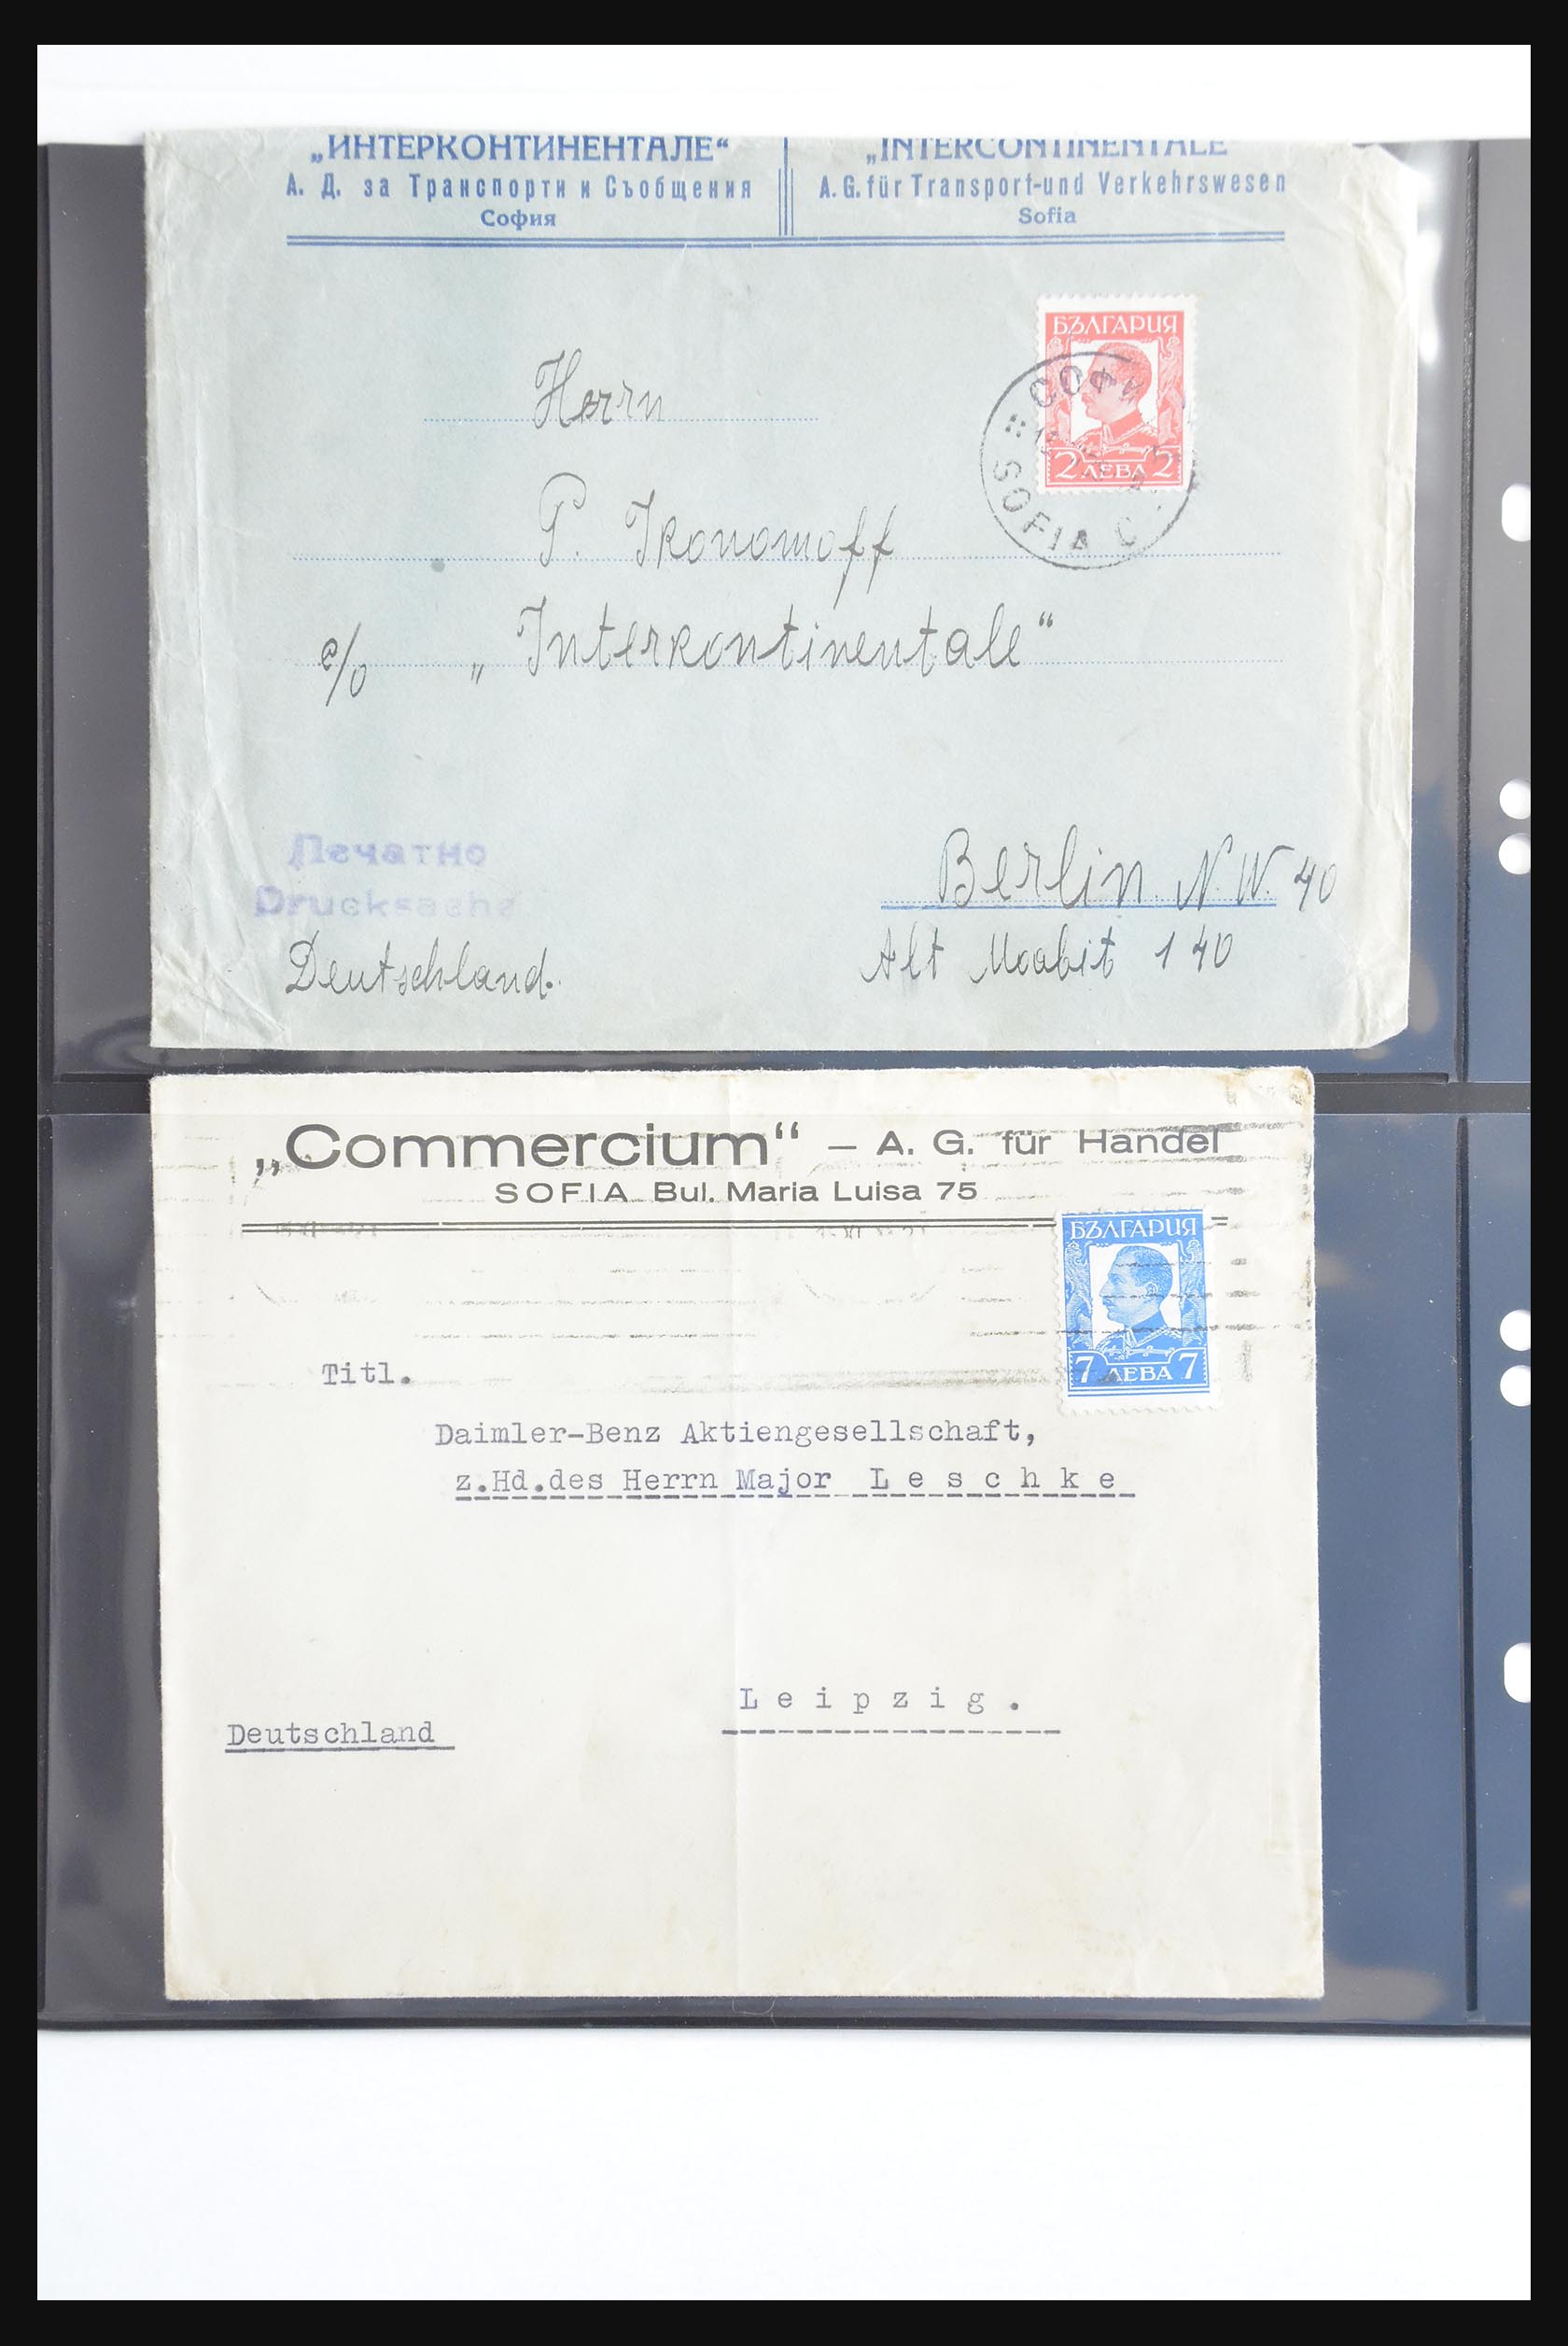 „ИНТЕРКОНТИНЕНТАЛЕ“
А. Д. за Транспорти и Съобщения
София
„INTERCONTINENTALE
A. G. für Transport-und Verkehrswesen
Sofia
БЪЛГАРИЯ
2 ЛЕВА 2
СОФИ
SOFIA C
Herrn
P. Ikonomoff
c/o „Interkontinentale“
Печатно
Drucksache
Deutschland.
Berlin N.W. 40
Alt Moabit 140
„Commercium“ — A. G. für Handel
SOFIA Bul. Maria Luisa 75
БЪЛГАРИЯ
7 ЛЕВА 7
Titl.
Daimler-Benz Aktiengesellschaft,
z.Hd.des Herrn Major L e s c h k e
L e i p z i g .
Deutschland